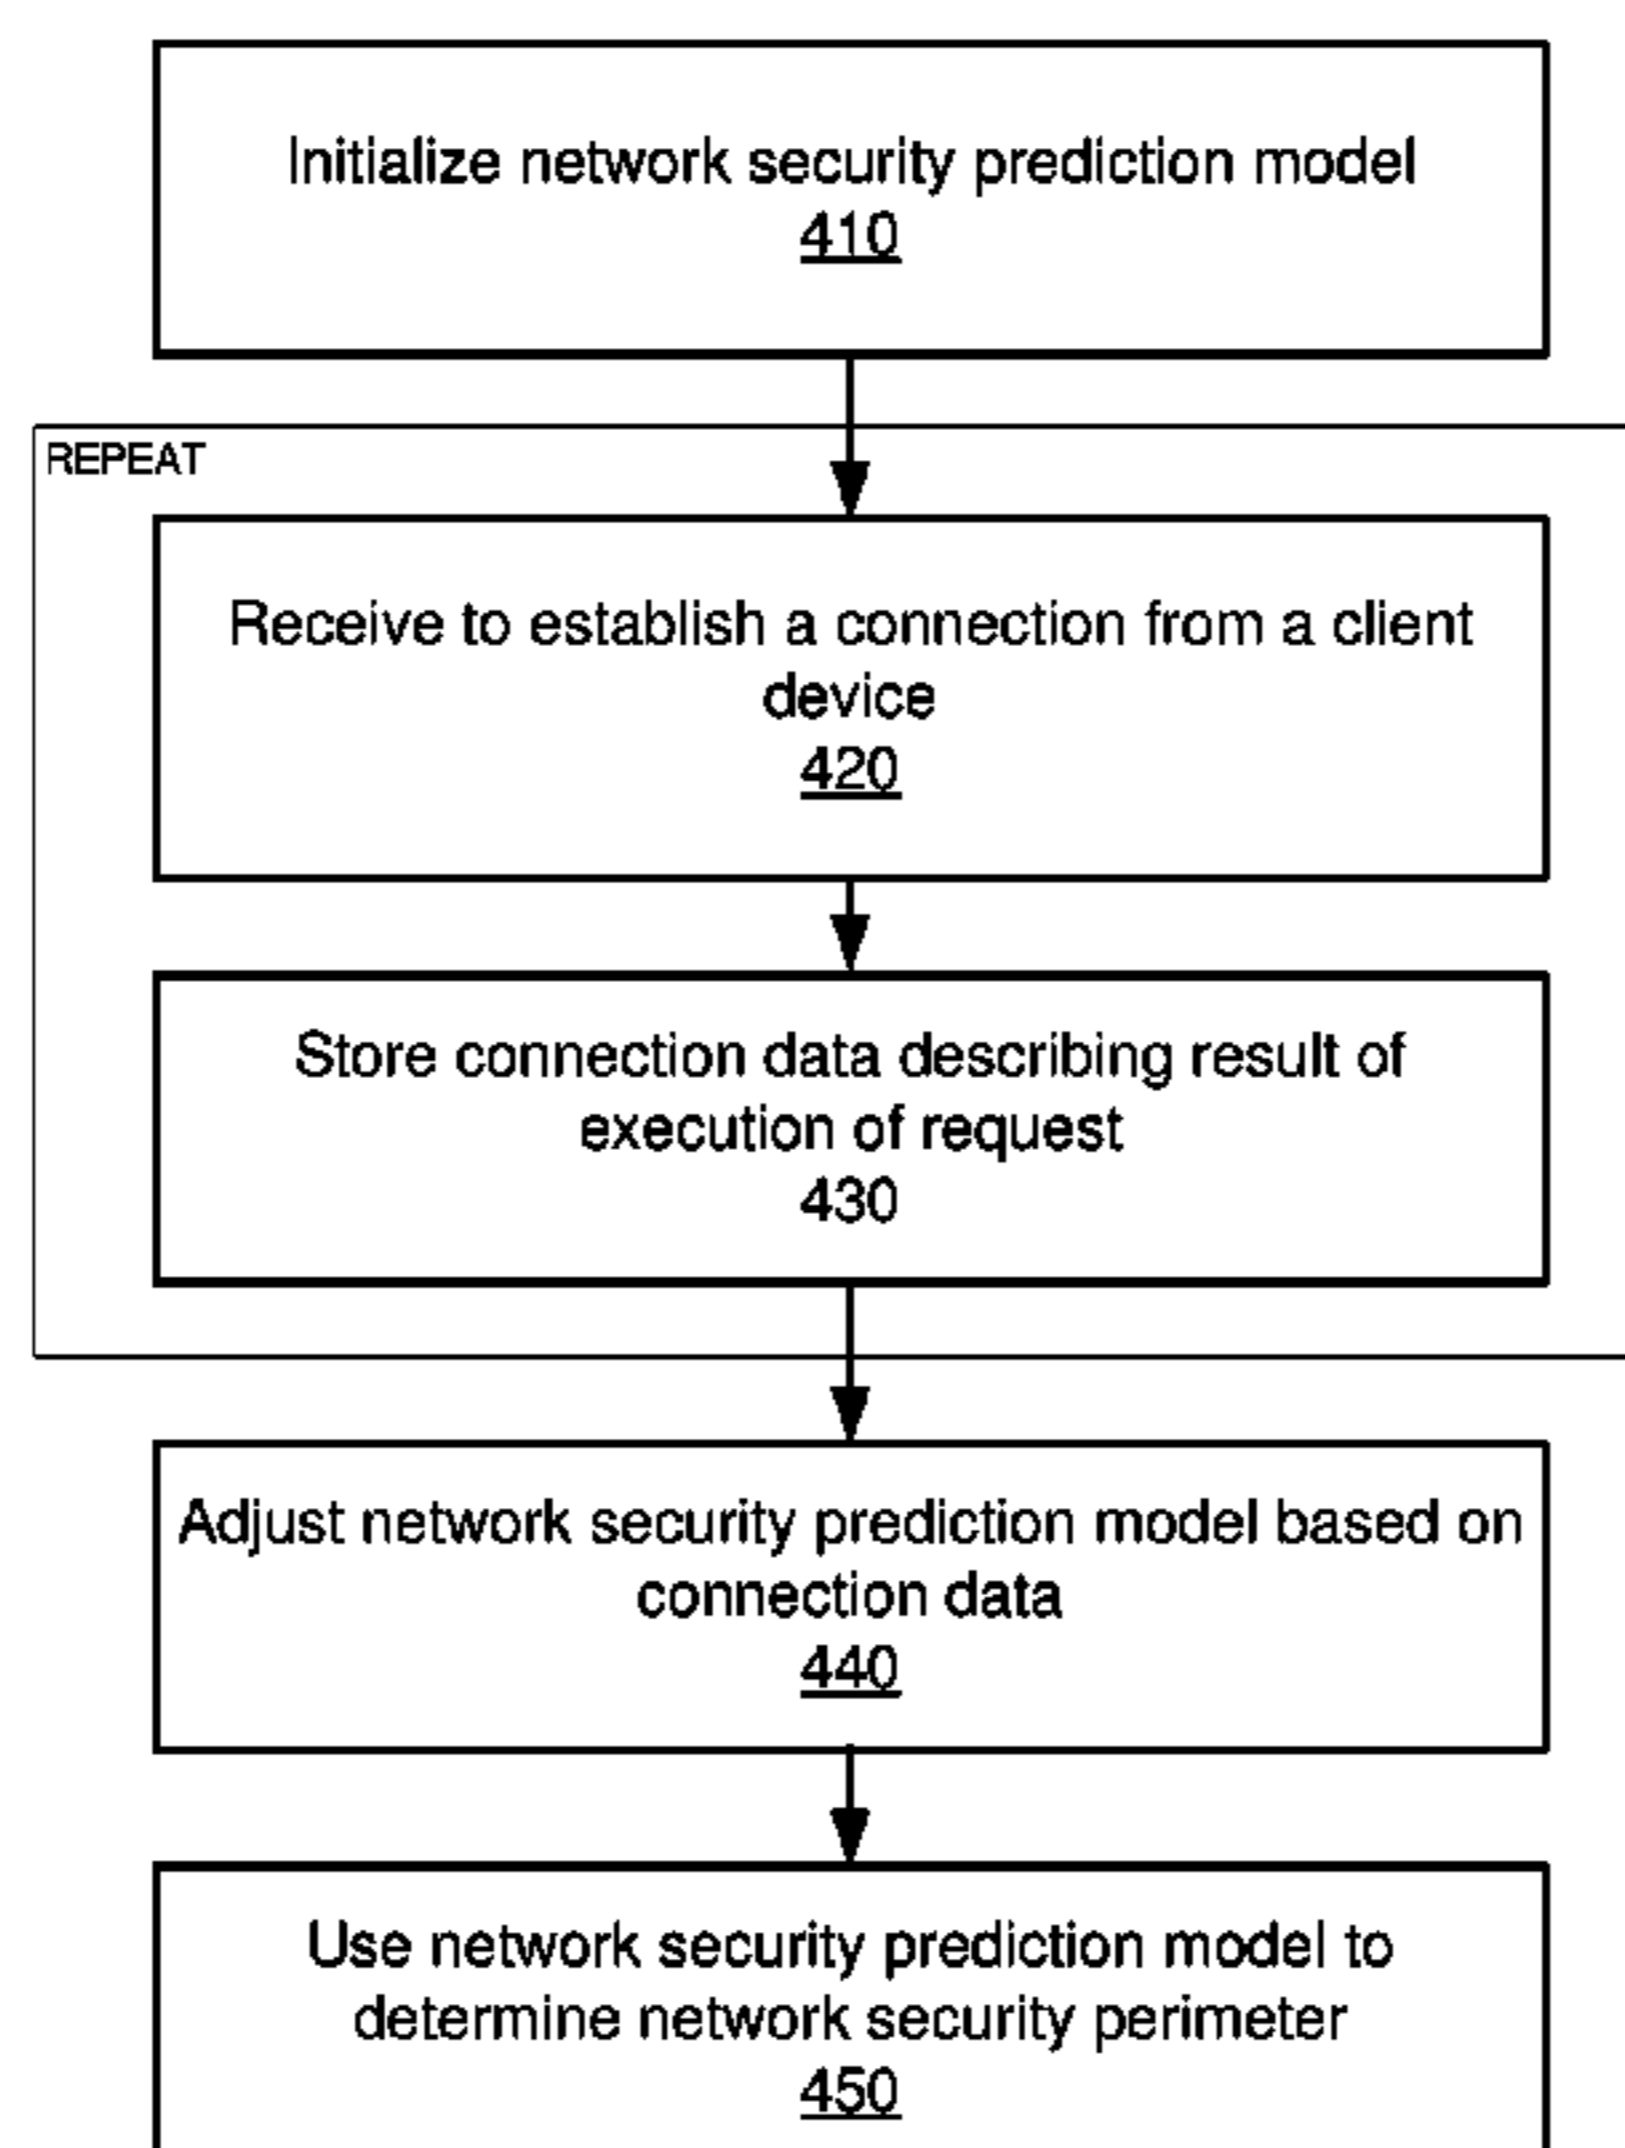 Initialize network security prediction model
410
REPEAT
Receive to establish a connection from a client
device
420
Store connection data describing result of
execution of request
430
Adjust network security prediction model based on
connection data
440
Use network security prediction model to
determine network security perimeter
450